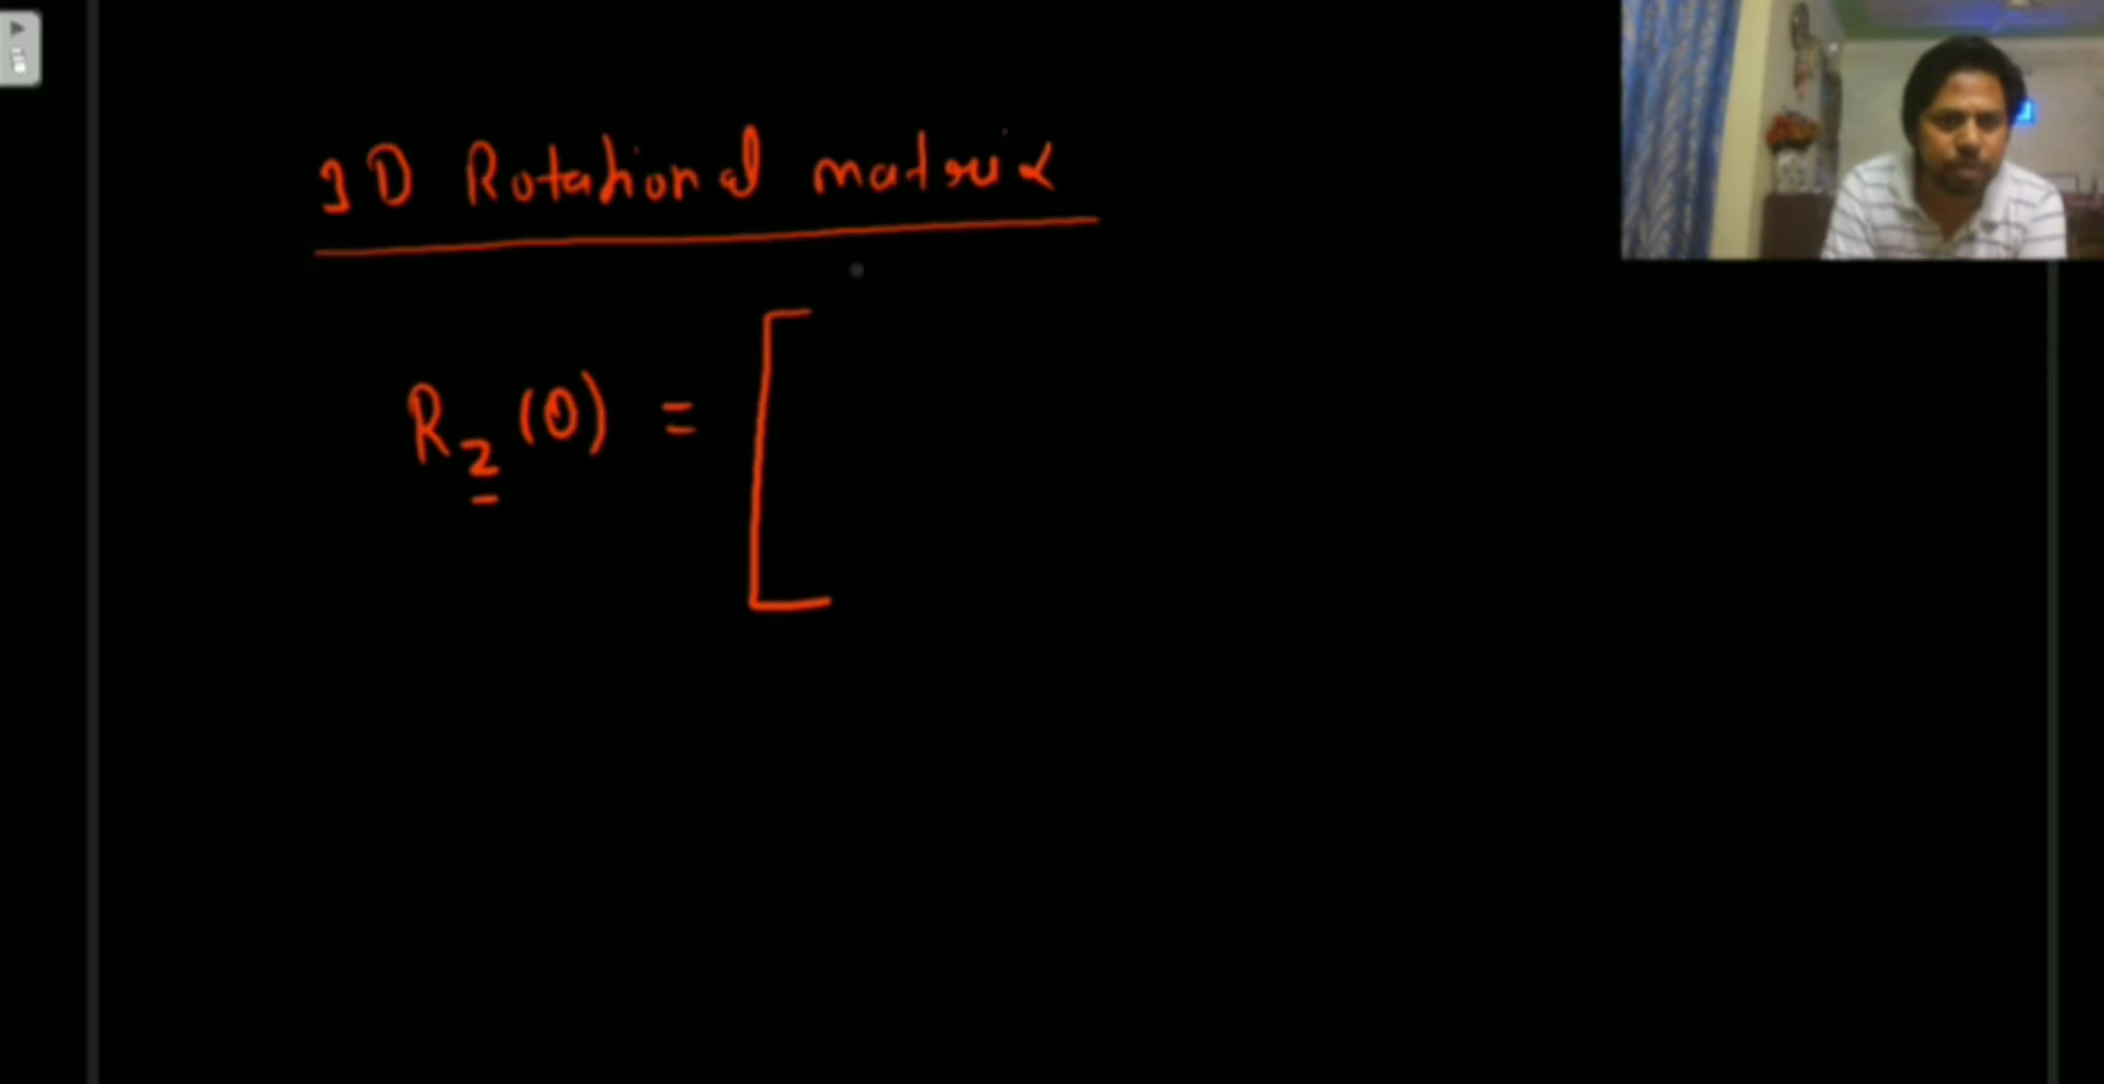 3D Rotational matrix
R_z (θ) = [